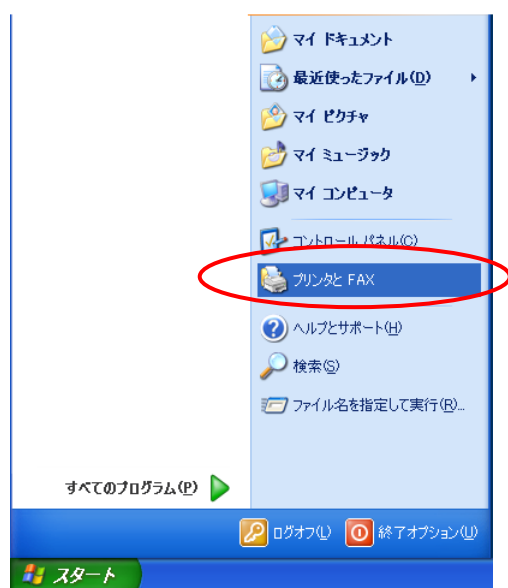 マイ ドキュメント
最近使ったファイル(D)
マイ ピクチャ
マイ ミュージック
マイ コンピュータ
コントロール パネル(C)
プリンタと FAX
ヘルプとサポート(H)
検索(S)
ファイル名を指定して実行(R)...
すべてのプログラム(P)
ログオフ(L) 終了オプション(U)
スタート